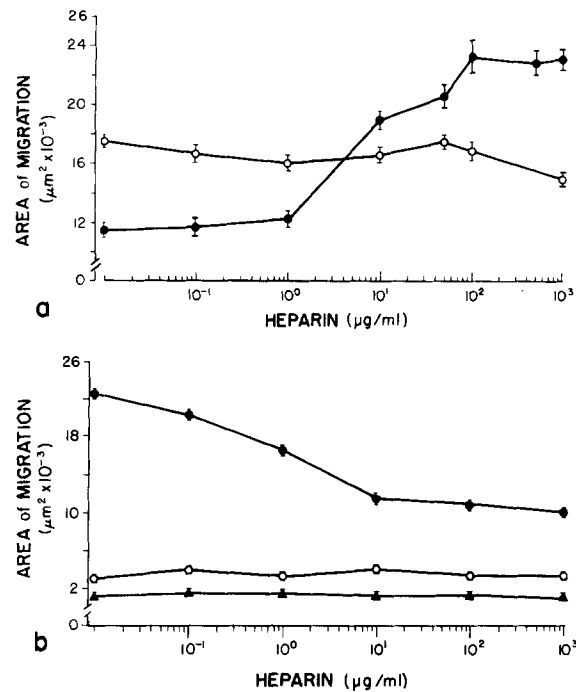 26
24
20
16
12
0
AREA of MIGRATION
(μm² x10⁻³)
10⁻¹ 10⁰ 10¹ 10² 10³
HEPARIN (μg/ml)
a
26
18
10
2
0
AREA of MIGRATION
(μm² x10⁻³)
10⁻¹ 10⁰ 10¹ 10² 10³
HEPARIN (μg/ml)
b